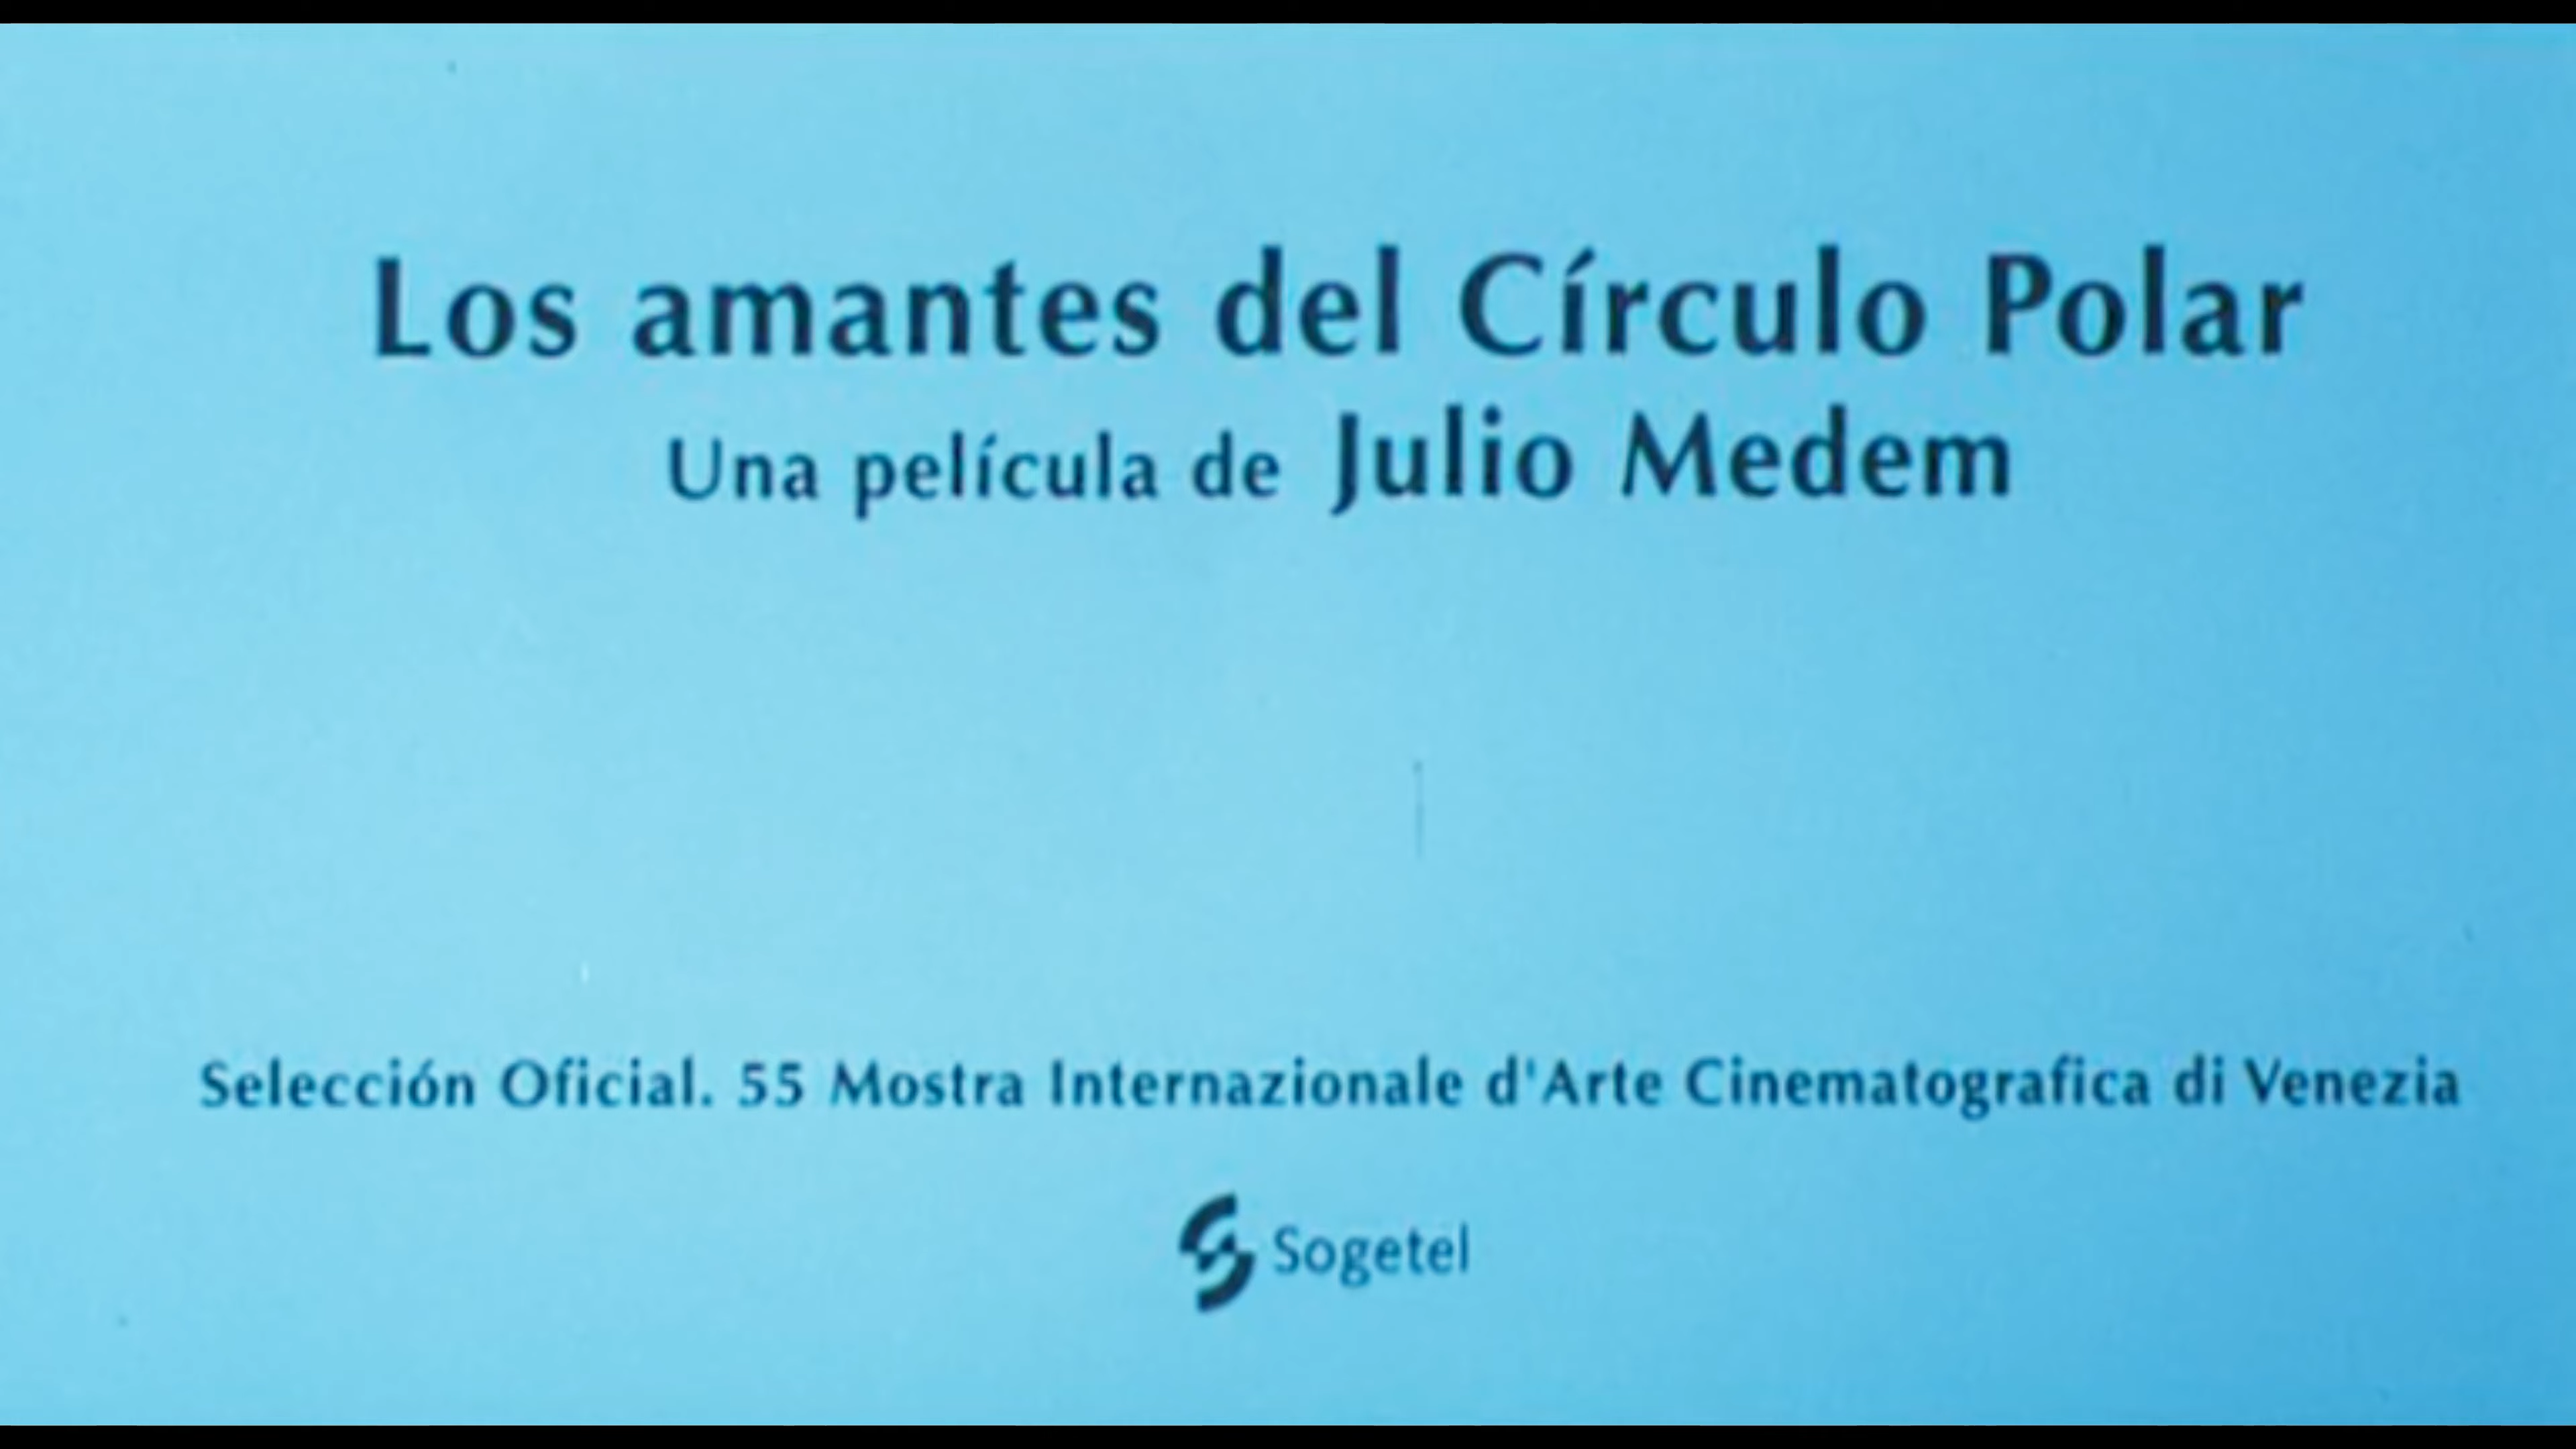 Los amantes del Círculo Polar
Una película de Julio Medem
Selección Oficial. 55 Mostra Internazionale d'Arte Cinematografica di Venezia
Sogetel